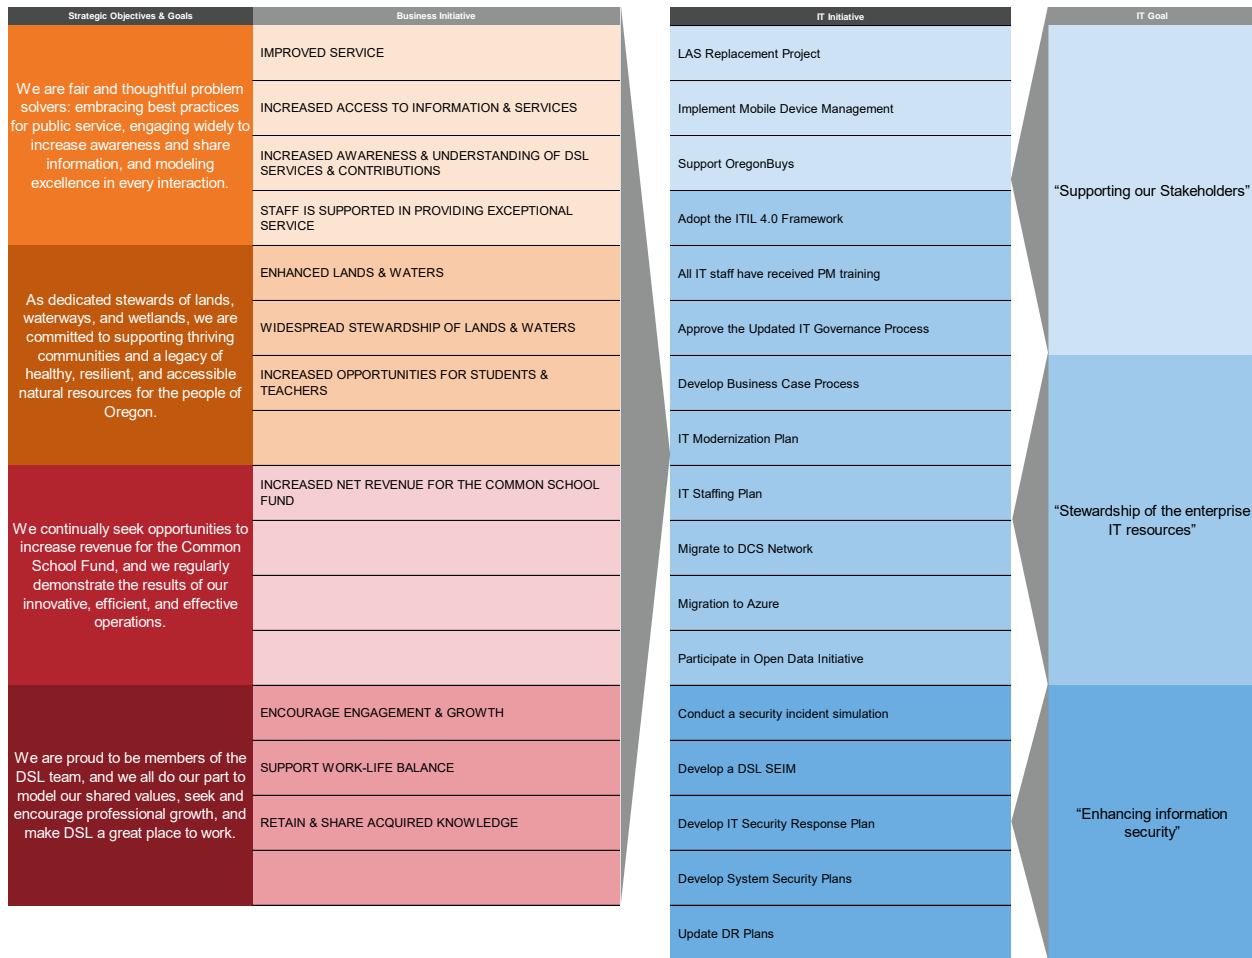 Strategic Objectives & Goals
Business Initiative
IT Initiative
IT Goal
We are fair and thoughtful problem
solvers: embracing best practices
for public service, engaging widely to
increase awareness and share
information, and modeling
excellence in every interaction.
IMPROVED SERVICE
INCREASED ACCESS TO INFORMATION & SERVICES
INCREASED AWARENESS & UNDERSTANDING OF DSL
SERVICES & CONTRIBUTIONS
STAFF IS SUPPORTED IN PROVIDING EXCEPTIONAL
SERVICE
As dedicated stewards of lands,
waterways, and wetlands, we are
committed to supporting thriving
communities and a legacy of
healthy, resilient, and accessible
natural resources for the people of
Oregon.
ENHANCED LANDS & WATERS
WIDESPREAD STEWARDSHIP OF LANDS & WATERS
INCREASED OPPORTUNITIES FOR STUDENTS &
TEACHERS
We continually seek opportunities to
increase revenue for the Common
School Fund, and we regularly
demonstrate the results of our
innovative, efficient, and effective
operations.
INCREASED NET REVENUE FOR THE COMMON SCHOOL
FUND
We are proud to be members of the
DSL team, and we all do our part to
model our shared values, seek and
encourage professional growth, and
make DSL a great place to work.
ENCOURAGE ENGAGEMENT & GROWTH
SUPPORT WORK-LIFE BALANCE
RETAIN & SHARE ACQUIRED KNOWLEDGE
LAS Replacement Project
Implement Mobile Device Management
Support OregonBuys
Adopt the ITIL 4.0 Framework
All IT staff have received PM training
Approve the Updated IT Governance Process
Develop Business Case Process
IT Modernization Plan
IT Staffing Plan
Migrate to DCS Network
Migration to Azure
Participate in Open Data Initiative
Conduct a security incident simulation
Develop a DSL SEIM
Develop IT Security Response Plan
Develop System Security Plans
Update DR Plans
“Supporting our Stakeholders”
“Stewardship of the enterprise
IT resources”
“Enhancing information
security”